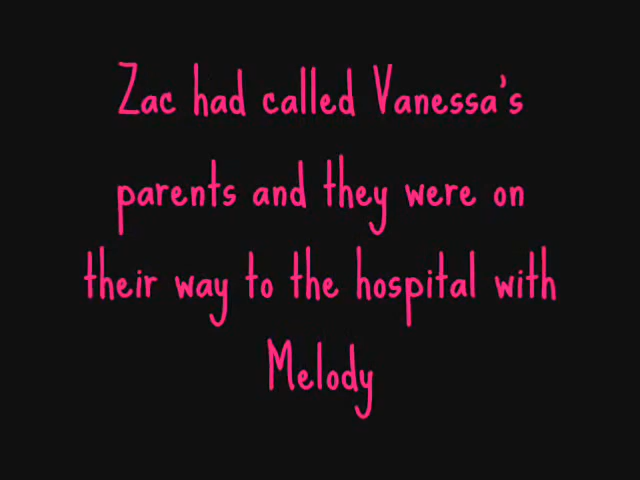 Zac had called Vanessa's
parents and they were on
their way to the hospital with
Melody